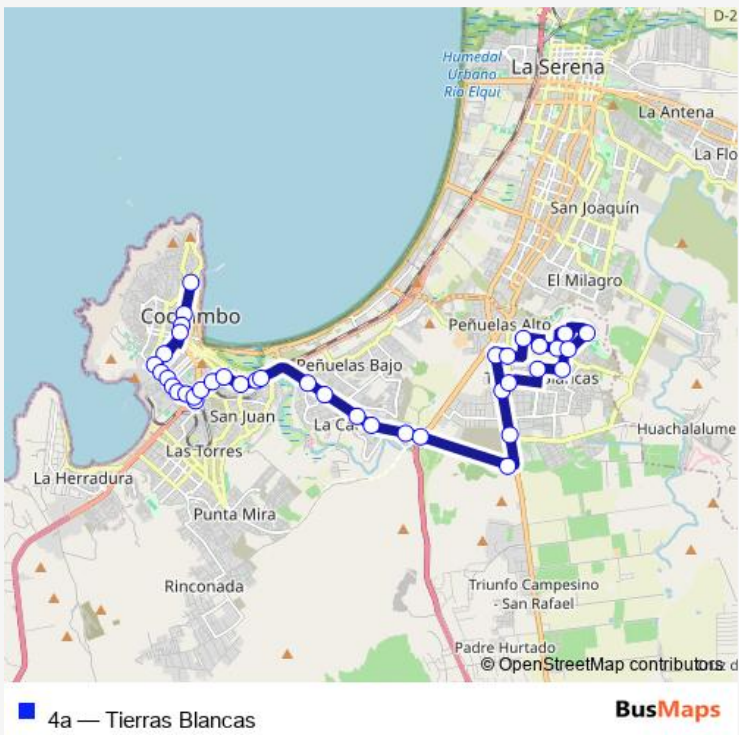 D-2
Humedal
Urbano
Río Elqui
La Serena
La Antena
La Flo
San Joaquín
El Milagro
Peñuelas Alto
Peñuelas Bajo
San Juan
Las Torres
La Herradura
Punta Mira
Huachalalume
Rinconada
Triunfo Campesino
- San Rafael
Padre Hurtado
© OpenStreetMap contributors
4a — Tierras Blancas
BusMaps